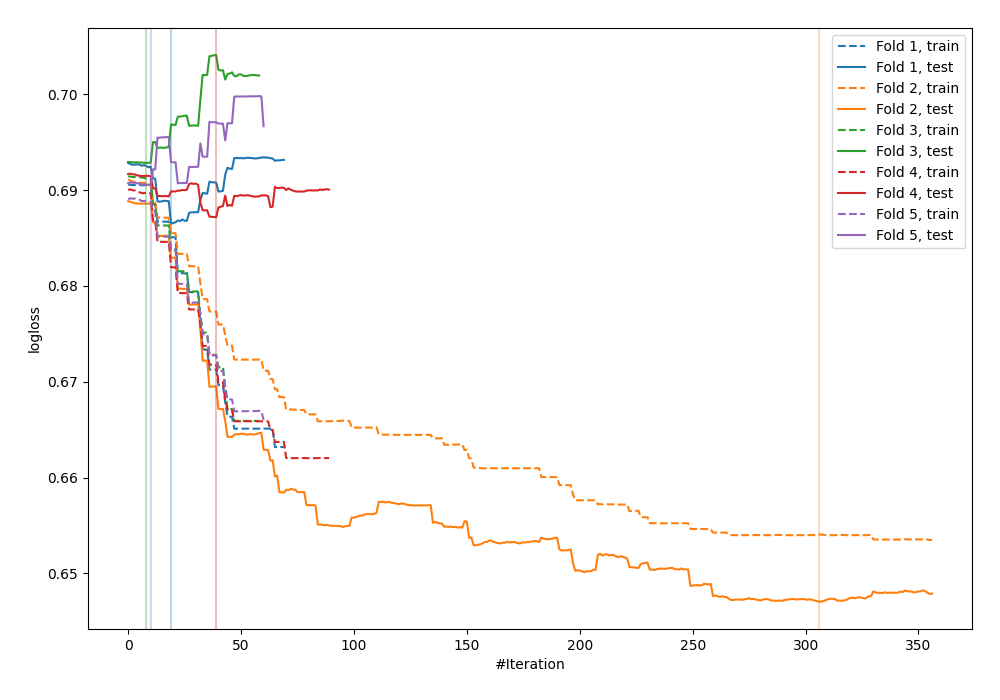 logloss
0.70
0.69
0.68
0.67
0.66
0.65
0
50
100
150
200
250
300
350
#Iteration
Fold 1, train
Fold 1, test
Fold 2, train
Fold 2, test
Fold 3, train
Fold 3, test
Fold 4, train
Fold 4, test
Fold 5, train
Fold 5, test